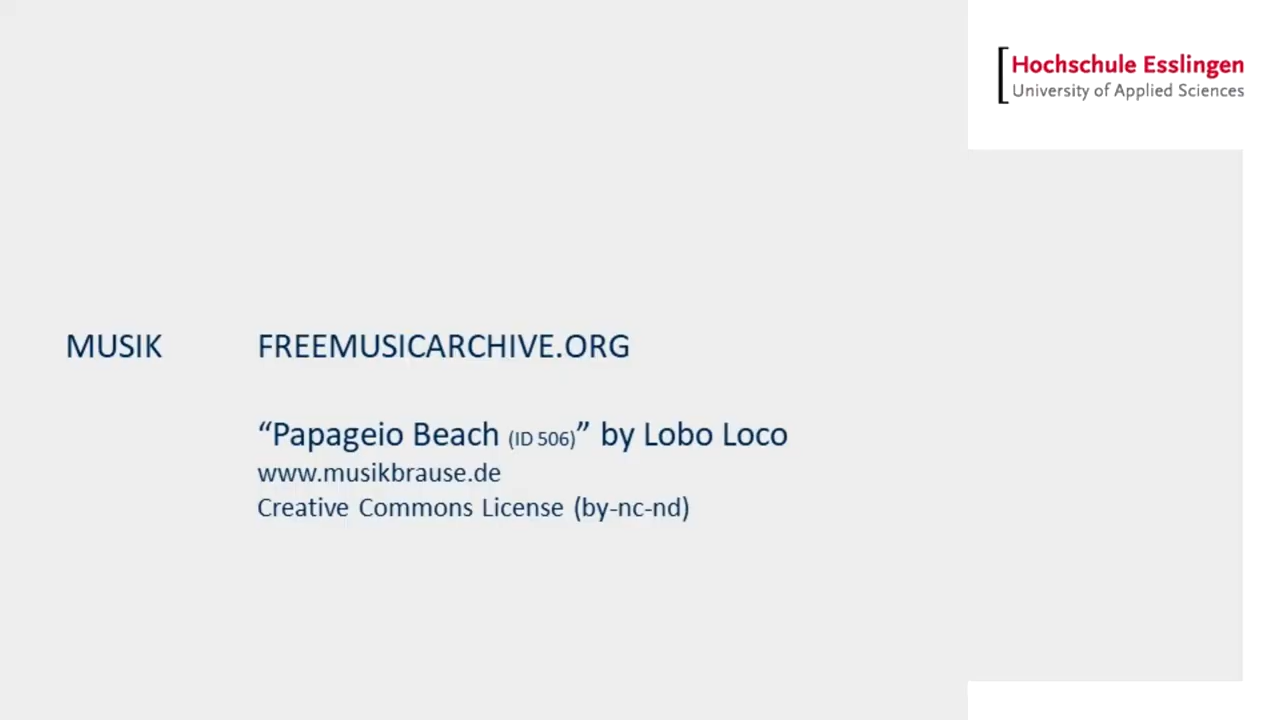 Hochschule Esslingen
University of Applied Sciences
MUSIK FREEMUSICARCHIVE.ORG
“Papageio Beach (ID 506)” by Lobo Loco
www.musikbrause.de
Creative Commons License (by-nc-nd)